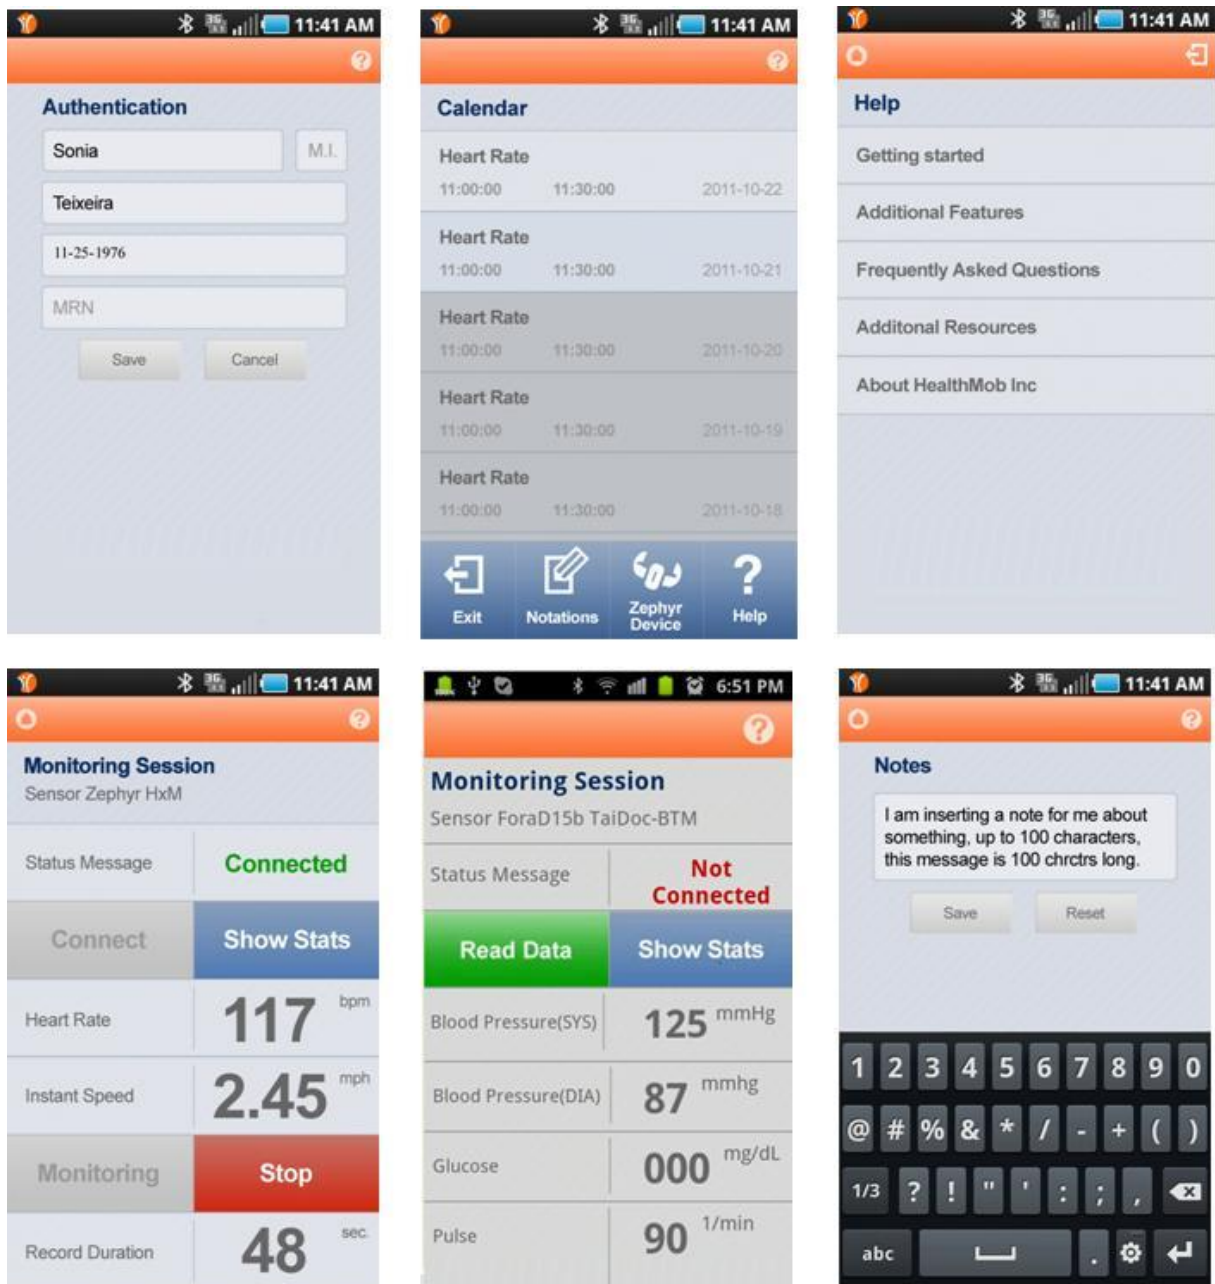 11:41 AM
Authentication
Sonia
M.I.
Teixeira
11-25-1976
MRN
Save Cancel
11:41 AM
Calendar
Heart Rate
11:00:00 11:30:00 2011-10-22
Heart Rate
11:00:00 11:30:00 2011-10-21
Heart Rate
11:00:00 11:30:00 2011-10-20
Heart Rate
11:00:00 11:30:00 2011-10-19
Heart Rate
11:00:00 11:30:00 2011-10-18
Exit Notations Zephyr Device Help
11:41 AM
Help
Getting started
Additional Features
Frequently Asked Questions
Additonal Resources
About HealthMob Inc
11:41 AM
Monitoring Session
Sensor Zephyr HxM
Status Message Connected
Connect Show Stats
Heart Rate 117 bpm
Instant Speed 2.45 mph
Monitoring Stop
Record Duration 48 sec.
6:51 PM
Monitoring Session
Sensor ForaD15b TaiDoc-BTM
Status Message Not Connected
Read Data Show Stats
Blood Pressure(SYS) 125 mmHg
Blood Pressure(DIA) 87 mmhg
Glucose 000 mg/dL
Pulse 90 1/min
11:41 AM
Notes
I am inserting a note for me about
something, up to 100 characters,
this message is 100 chrctrs long.
Save Reset
1 2 3 4 5 6 7 8 9 0
@ # % & * / - + ( )
1/3 ? ! " ' : ; ,
abc .